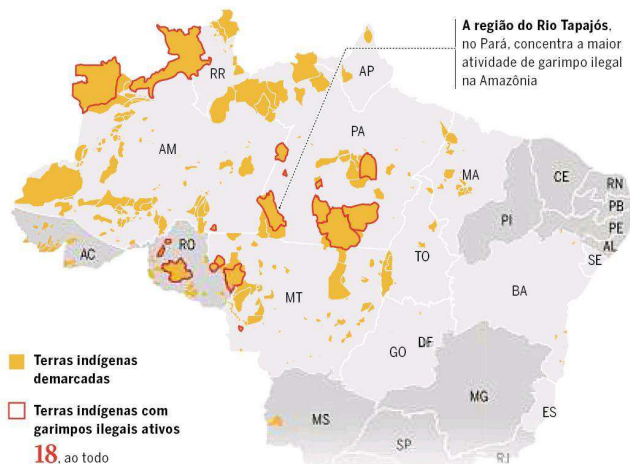 A região do Rio Tapajós,
no Pará, concentra a maior
atividade de garimpo ilegal
na Amazônia
RR
AP
AM
PA
MA
CE
RN
PB
PE
AL
SE
PI
AC
RO
TO
BA
MT
GO
DF
MG
ES
MS
SP
RJ
Terras indígenas
demarcadas
Terras indígenas com
garimpos ilegais ativos
18, ao todo